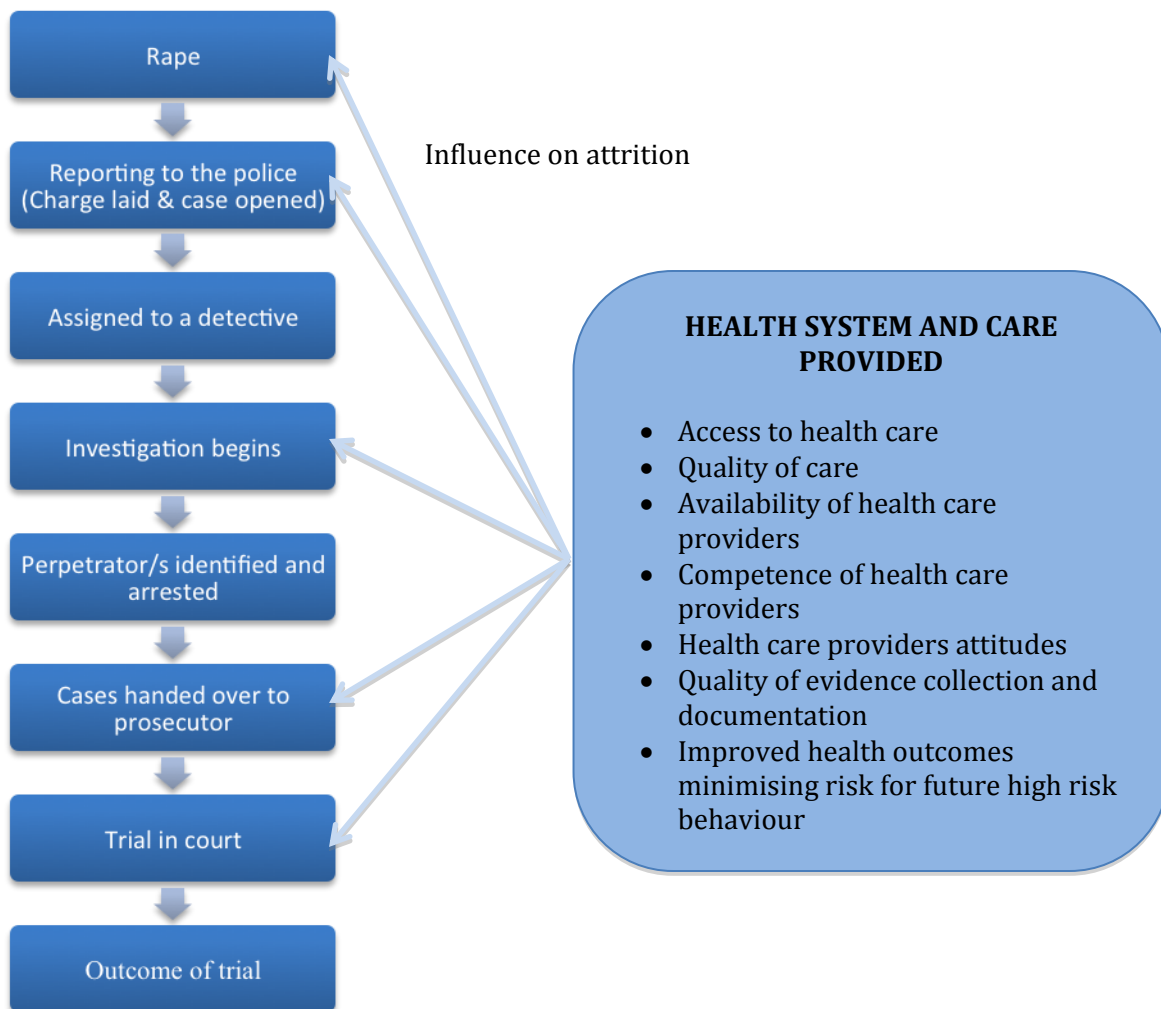 Rape
Reporting to the police
(Charge laid & case opened)
Assigned to a detective
Investigation begins
Perpetrator/s identified and
arrested
Cases handed over to
prosecutor
Trial in court
Outcome of trial
Influence on attrition
HEALTH SYSTEM AND CARE
PROVIDED
• Access to health care
• Quality of care
• Availability of health care
providers
• Competence of health care
providers
• Health care providers attitudes
• Quality of evidence collection and
documentation
• Improved health outcomes
minimising risk for future high risk
behaviour